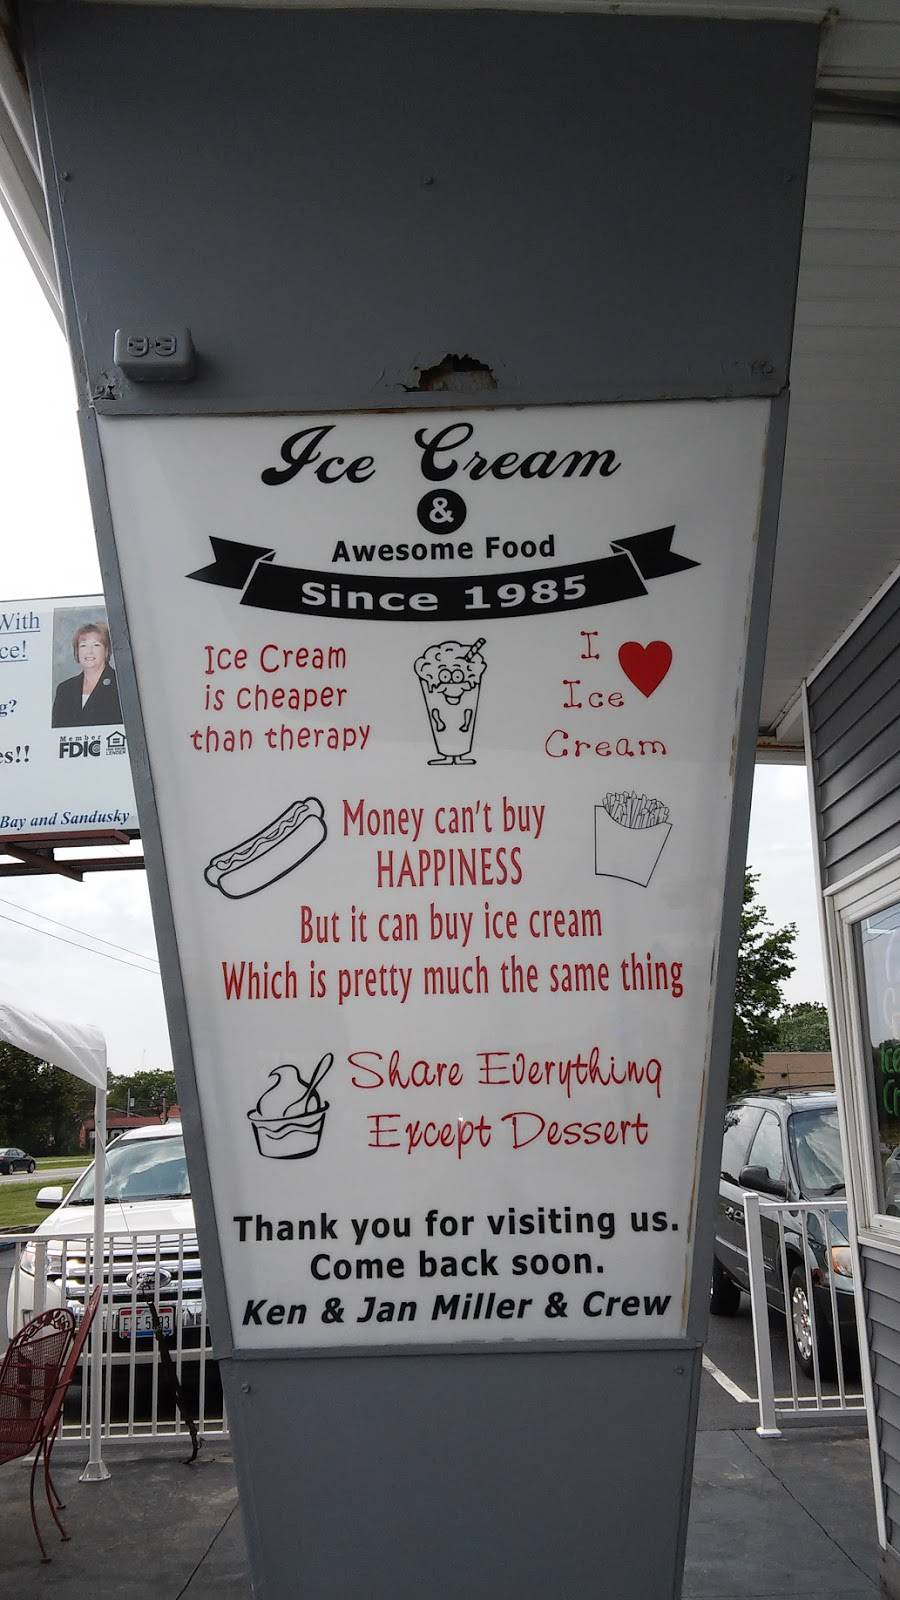 Ice Cream
&
Awesome Food
Since 1985
Ice Cream
is cheaper
than therapy
I
Ice
Cream
Money can't buy
HAPPINESS
But it can buy ice cream
Which is pretty much the same thing
Share Everything
Except Dessert
Thank you for visiting us.
Come back soon.
Ken & Jan Miller & Crew
With
Member
FDIC
LENDER
Bay and Sandusky